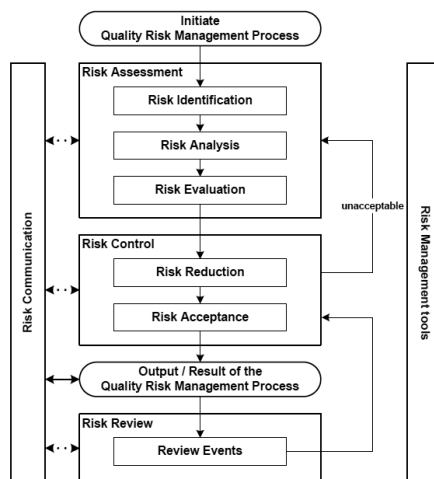 Initiate
Quality Risk Management Process
Risk Assessment
Risk Identification
Risk Analysis
Risk Evaluation
unacceptable
Risk Communication
Risk Management tools
Risk Control
Risk Reduction
Risk Acceptance
Output / Result of the
Quality Risk Management Process
Risk Review
Review Events